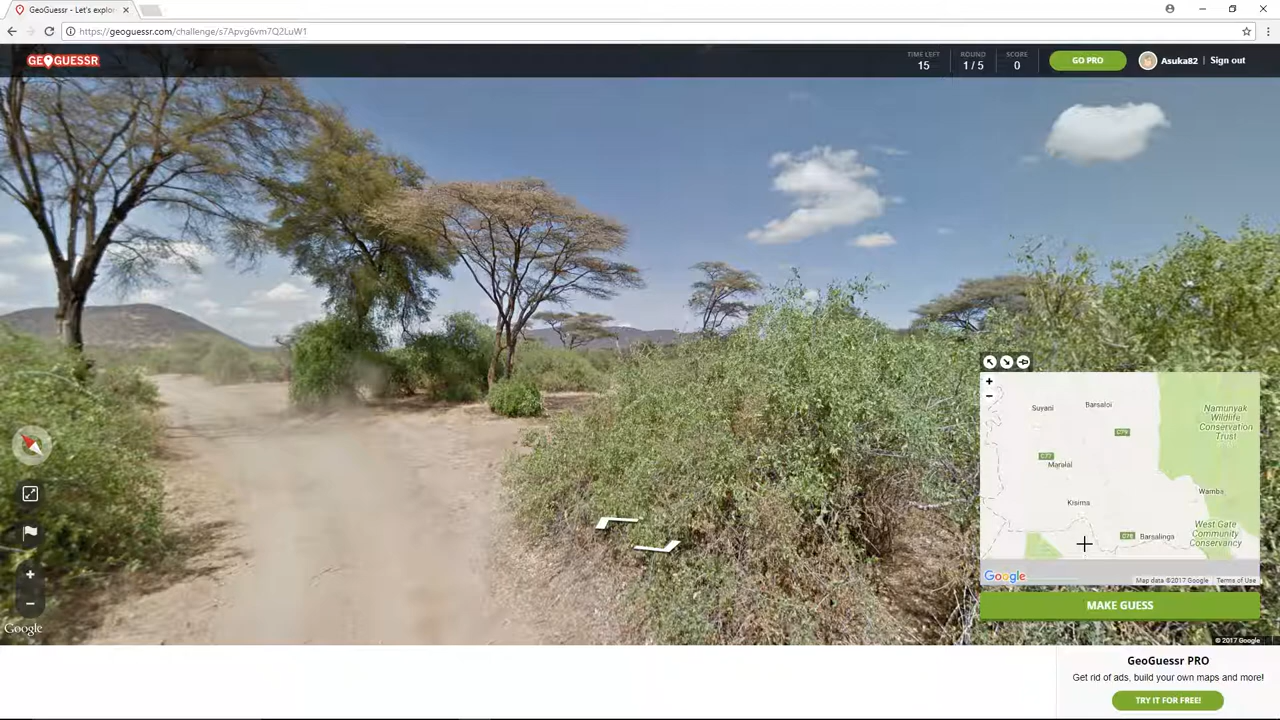 GeoGuessr - Let's explor
https://geoguessr.com/challenge/s7Apvg6vm7Q2LuW1
GEOGUESSR
TIME LEFT
15
ROUND
1 / 5
SCORE
0
GO PRO
Asuka82 | Sign out
Suyani
Barsaloi
Namunyak
Wildlife
Conservation
Trust
C79
C77
Maralal
Wamba
Kisima
West Gate
Community
Conservancy
C78
Barsalinga
Google
Map data ©2017 Google
Terms of Use
MAKE GUESS
Google
© 2017 Google
GeoGuessr PRO
Get rid of ads, build your own maps and more!
TRY IT FOR FREE!